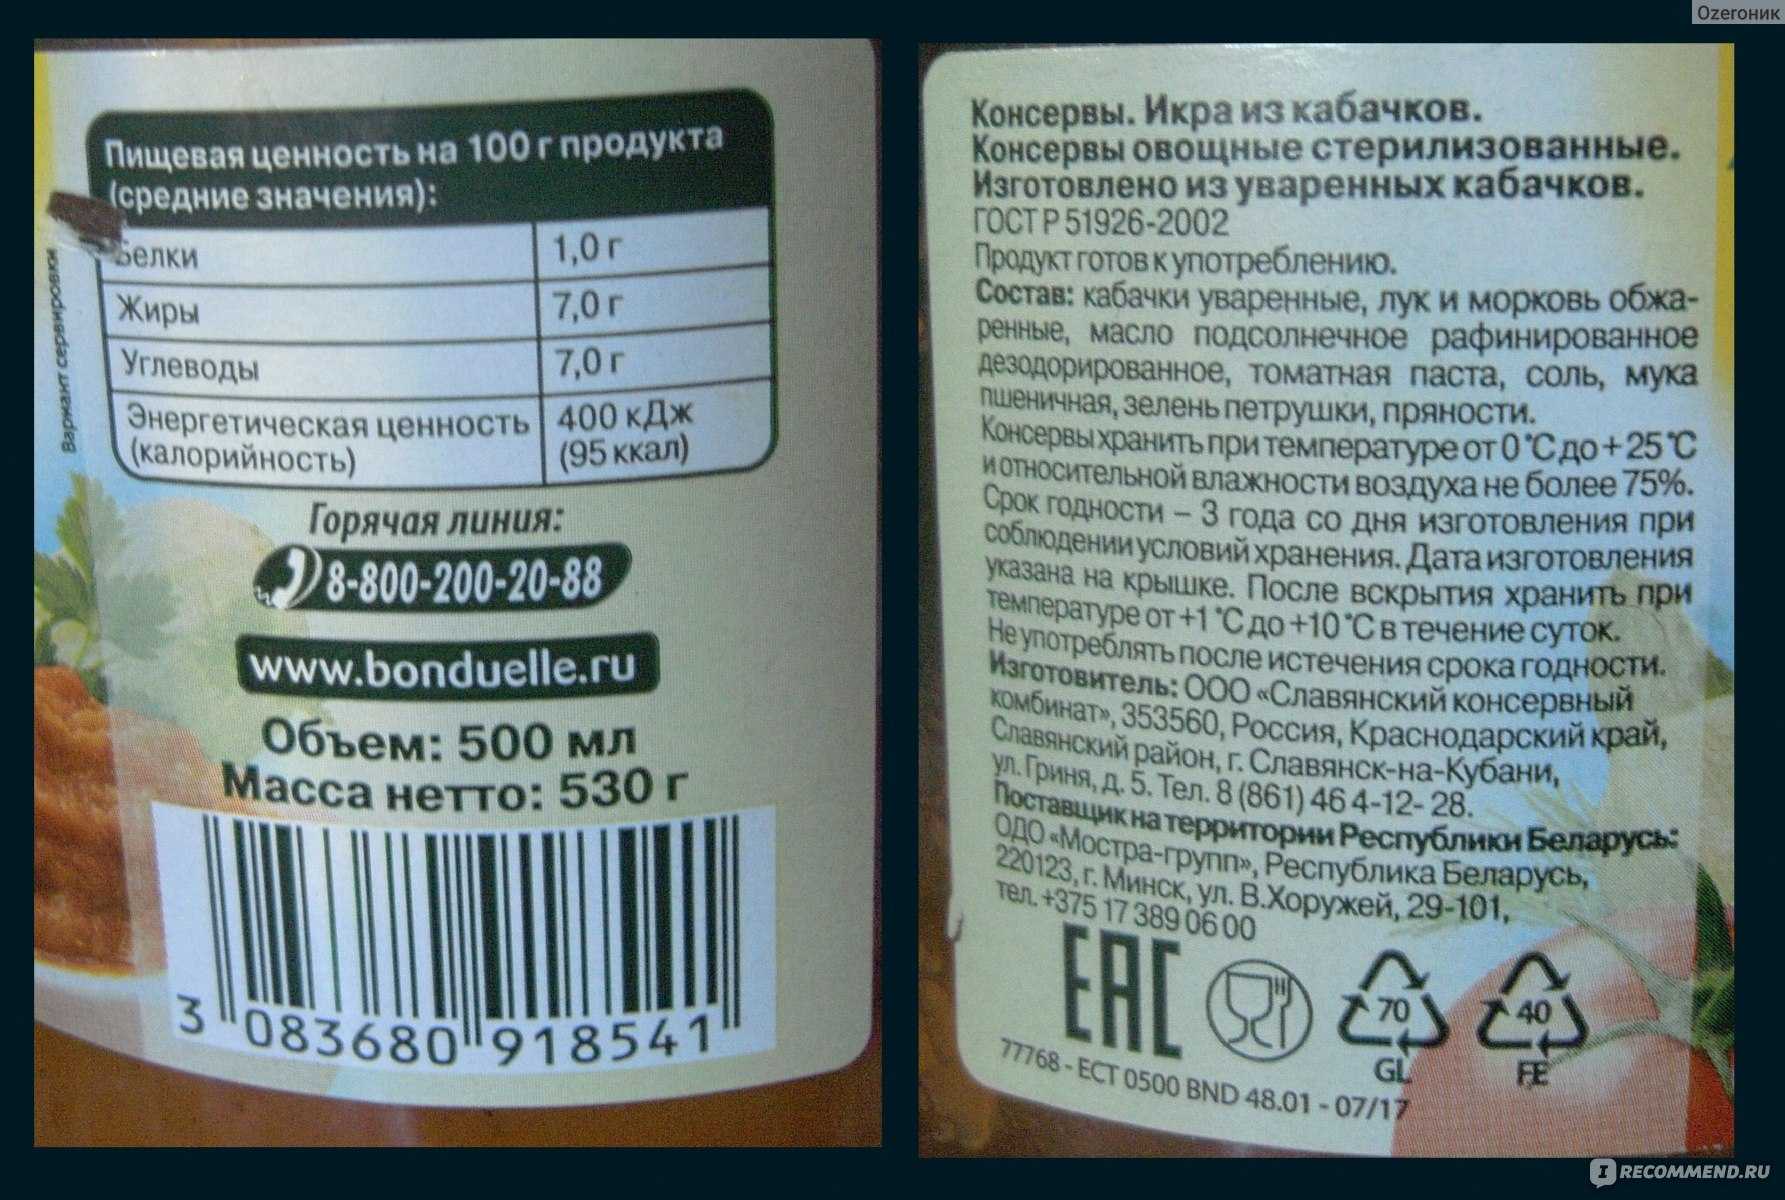 Ozeroник
Пищевая ценность на 100 г продукта
(средние значения):
Белки 1,0 г
Жиры 7,0 г
Углеводы 7,0 г
Энергетическая ценность 400 кДж
(калорийность) (95 ккал)
Вариант сервировки
Горячая линия:
8-800-200-20-88
www.bonduelle.ru
Объем: 500 мл
Масса нетто: 530 г
3 083680 918541
Консервы. Икра из кабачков.
Консервы овощные стерилизованные.
Изготовлено из уваренных кабачков.
ГОСТ Р 51926-2002
Продукт готов к употреблению.
Состав: кабачки уваренные, лук и морковь обжа-
ренные, масло подсолнечное рафинированное
дезодорированное, томатная паста, соль, мука
пшеничная, зелень петрушки, пряности.
Консервы хранить при температуре от 0 °С до + 25 °С
и относительной влажности воздуха не более 75%.
Срок годности – 3 года со дня изготовления при
соблюдении условий хранения. Дата изготовления
указана на крышке. После вскрытия хранить при
температуре от +1 °С до +10 °С в течение суток.
Не употреблять после истечения срока годности.
Изготовитель: ООО «Славянский консервный
комбинат», 353560, Россия, Краснодарский край,
Славянский район, г. Славянск-на-Кубани,
ул. Гриня, д. 5. Тел. 8 (861) 46 4-12- 28.
Поставщик на территории Республики Беларусь:
ОДО «Мостра-групп», Республика Беларусь,
220123, г. Минск, ул. В.Хоружей, 29-101,
тел. +375 17 389 06 00
EAC
70 40
GL FE
77768 - ECT 0500 BND 48.01 - 07/17
I RECOMMEND.RU